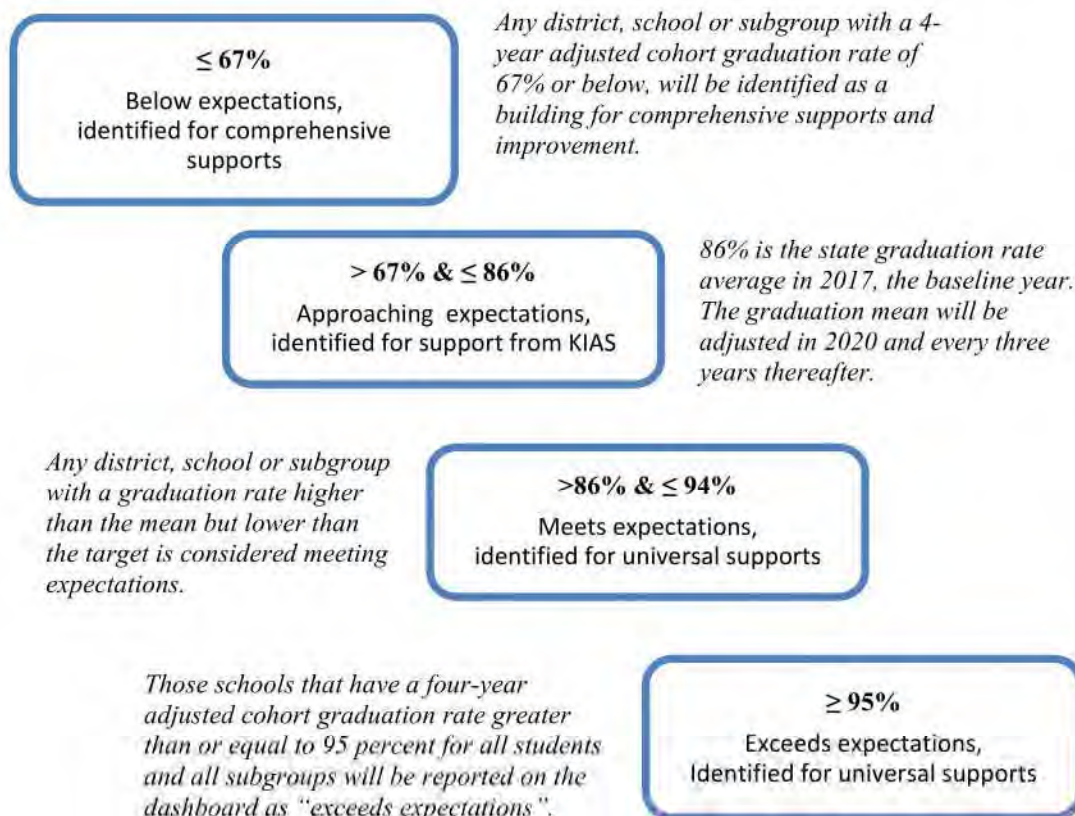 ≤ 67%
Below expectations,
identified for comprehensive
supports
Any district, school or subgroup with a 4-
year adjusted cohort graduation rate of
67% or below, will be identified as a
building for comprehensive supports and
improvement.
> 67% & ≤ 86%
Approaching expectations,
identified for support from KIAS
86% is the state graduation rate
average in 2017, the baseline year.
The graduation mean will be
adjusted in 2020 and every three
years thereafter.
Any district, school or subgroup
with a graduation rate higher
than the mean but lower than
the target is considered meeting
expectations.
>86% & ≤ 94%
Meets expectations,
identified for universal supports
Those schools that have a four-year
adjusted cohort graduation rate greater
than or equal to 95 percent for all students
and all subgroups will be reported on the
dashboard as “exceeds expectations”.
≥ 95%
Exceeds expectations,
Identified for universal supports